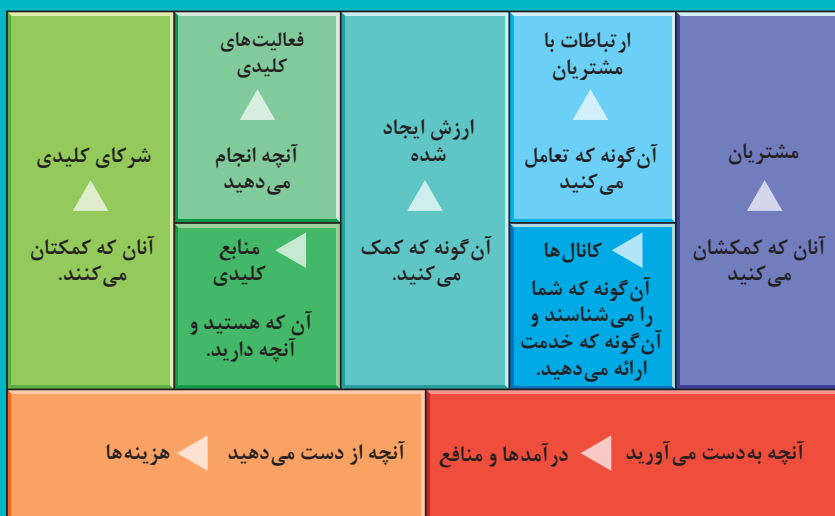 مشتریان
آنان که کمکشان
می‌کنید
ارتباطات با
مشتریان
آن‌گونه که تعامل
می‌کنید
کانال‌ها
آن‌گونه که شما
را می‌شناسند و
آن‌گونه که خدمت
ارائه می‌دهید.
ارزش ایجاد
شده
آن‌گونه که کمک
می‌کنید.
فعالیت‌های
کلیدی
آنچه انجام
می‌دهید
منابع
کلیدی
آن که هستید و
آنچه دارید.
شرکای کلیدی
آنان که کمکتان
می‌کنند.
آنچه به‌دست می‌آورید درآمدها و منافع
آنچه از دست می‌دهید هزینه‌ها